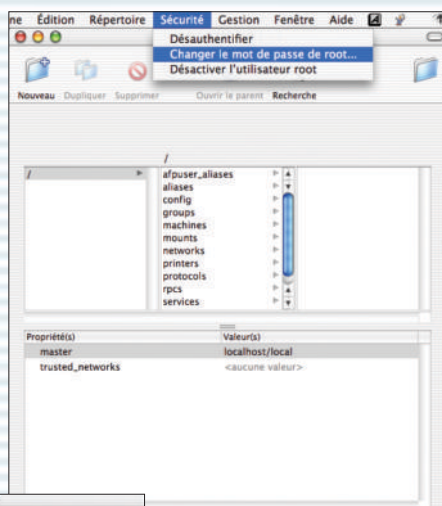 ne Édition Répertoire Sécurité Gestion Fenêtre Aide
Désauthentifier
Changer le mot de passe de root...
Désactiver l'utilisateur root
Nouveau Dupliquer Supprimer Ouvrir le parent Recherche
/
/ afpuser_aliases
aliases
config
groups
machines
mounts
networks
printers
protocols
rpcs
services
Propriété(s) Valeur(s)
master localhost/local
trusted_networks <aucune valeur>